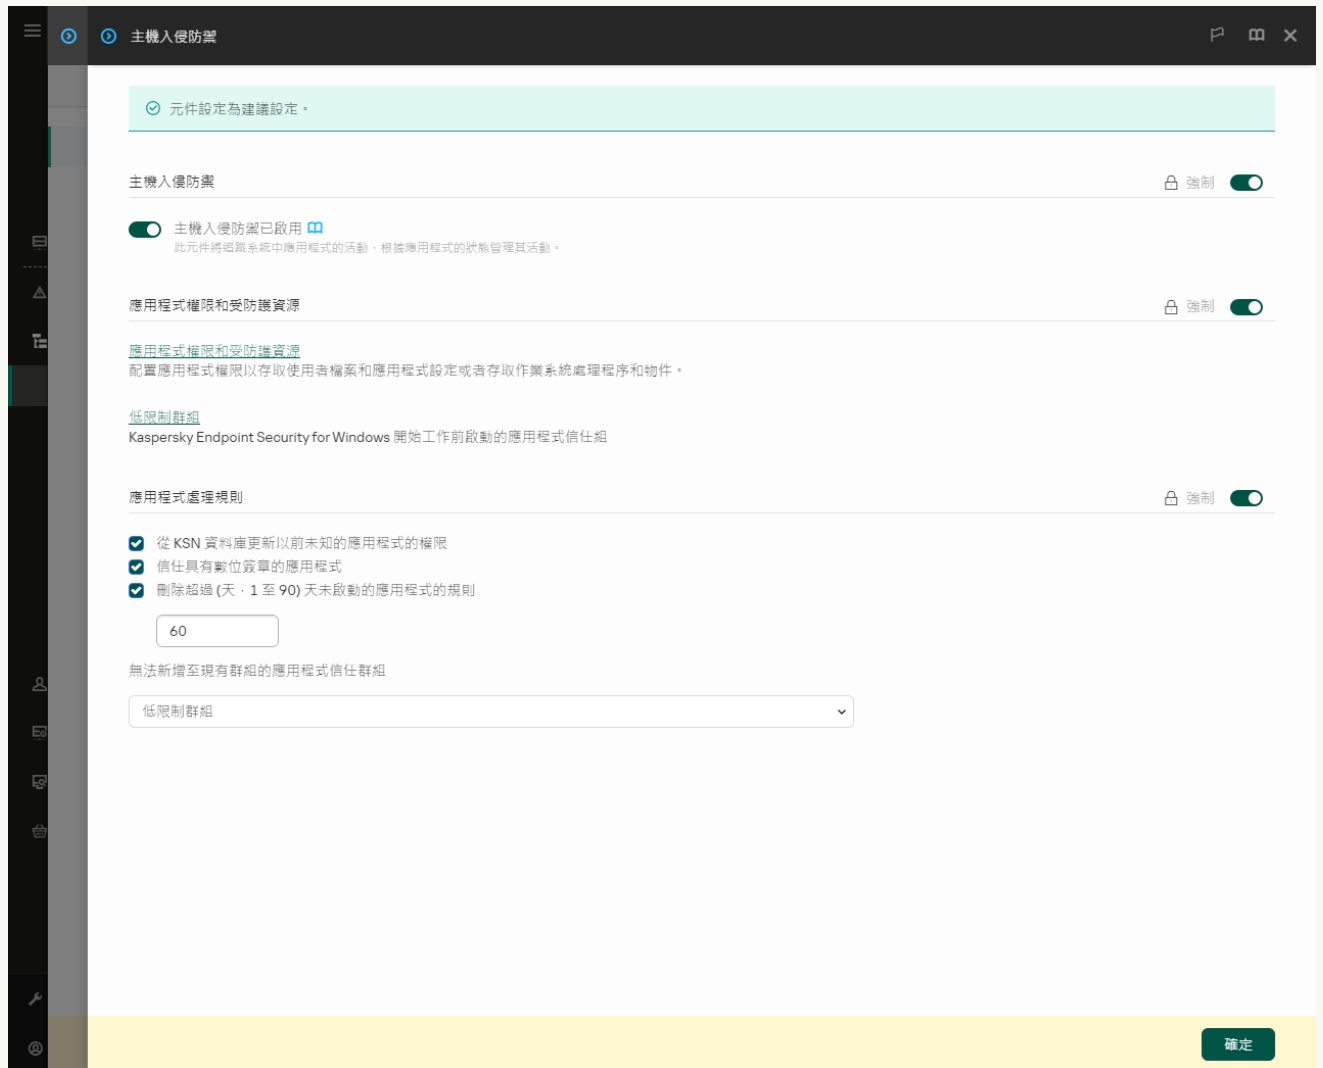 主機入侵防禦
元件設定為建議設定。
主機入侵防禦
強制
主機入侵防禦已啟用
此元件將追蹤系統中應用程式的活動、根據應用程式的狀態管理其活動。
應用程式權限和受防護資源
強制
應用程式權限和受防護資源
配置應用程式權限以存取使用者檔案和應用程式設定或者存取作業系統處理程序和物件。
低限制群組
Kaspersky Endpoint Security for Windows 開始工作前啟動的應用程式信任組
應用程式處理規則
強制
從 KSN 資料庫更新以前未知的應用程式的權限
信任具有數位簽章的應用程式
刪除超過 (天，1 至 90) 天未啟動的應用程式的規則
60
無法新增至現有群組的應用程式信任群組
低限制群組
確定